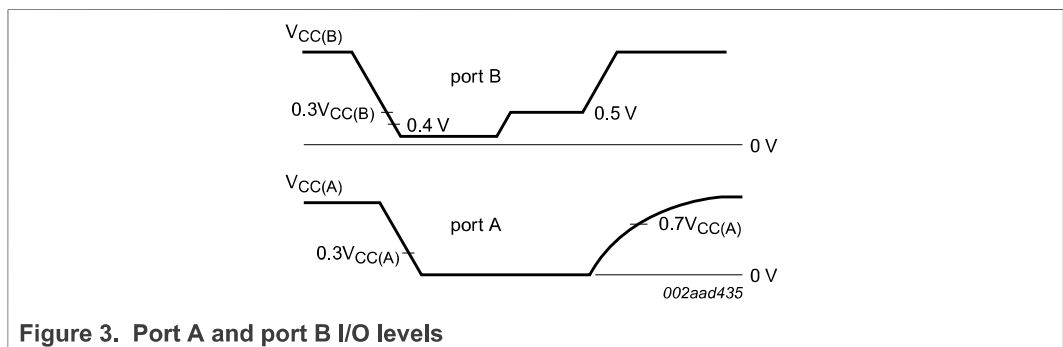 VCC(B)
port B
0.3VCC(B)
0.4 V
0.5 V
0 V
VCC(A)
port A
0.7VCC(A)
0.3VCC(A)
0 V
002aad435
Figure 3. Port A and port B I/O levels